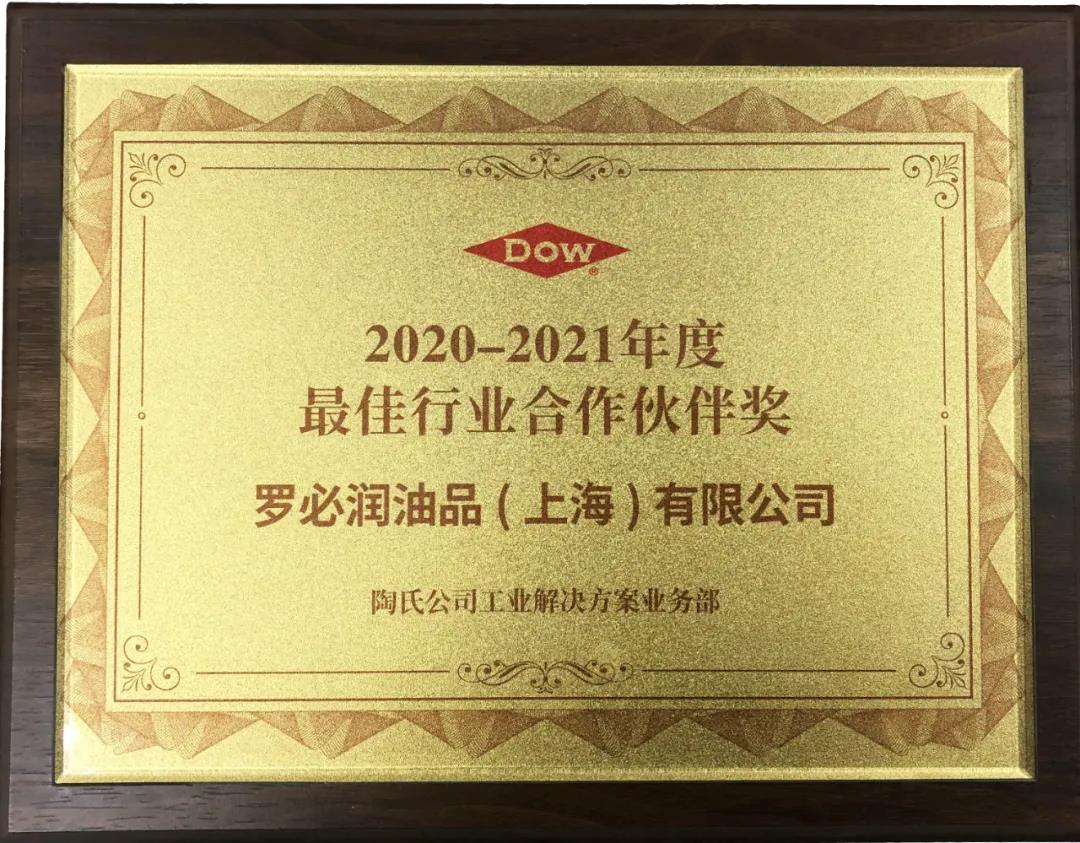 DOW®
2020–2021年度
最佳行业合作伙伴奖
罗必润油品(上海)有限公司
陶氏公司工业解决方案业务部